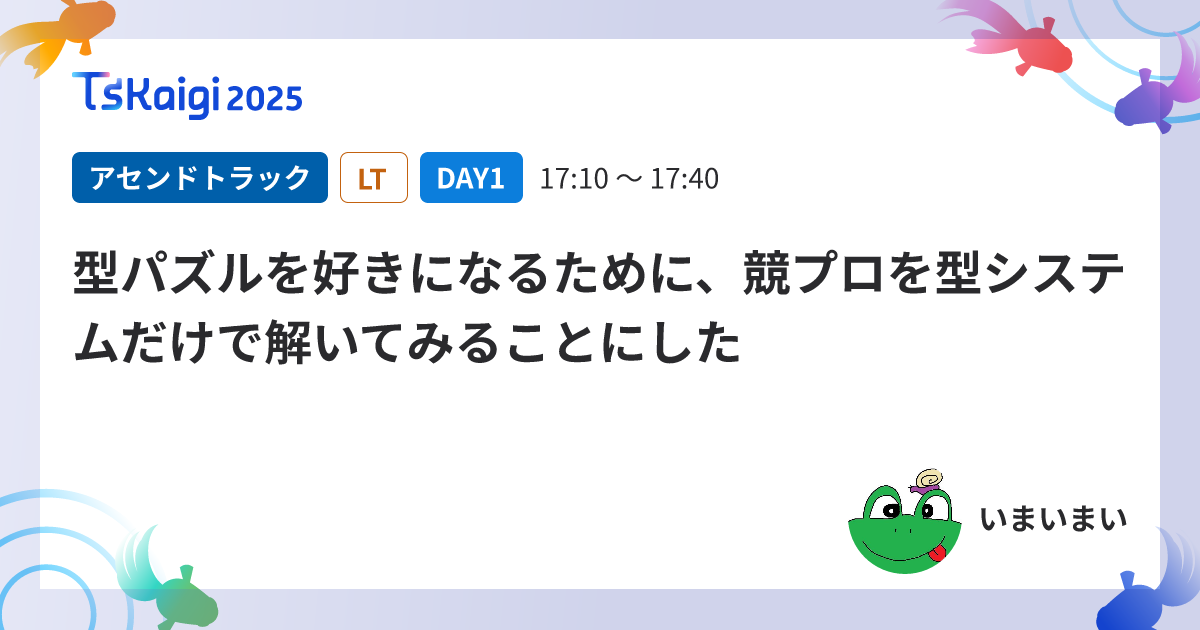 TSKaigi 2025
アセンドトラック LT DAY1 17:10 〜 17:40
型パズルを好きになるために、競プロを型システ
ムだけで解いてみることにした
いまいまい